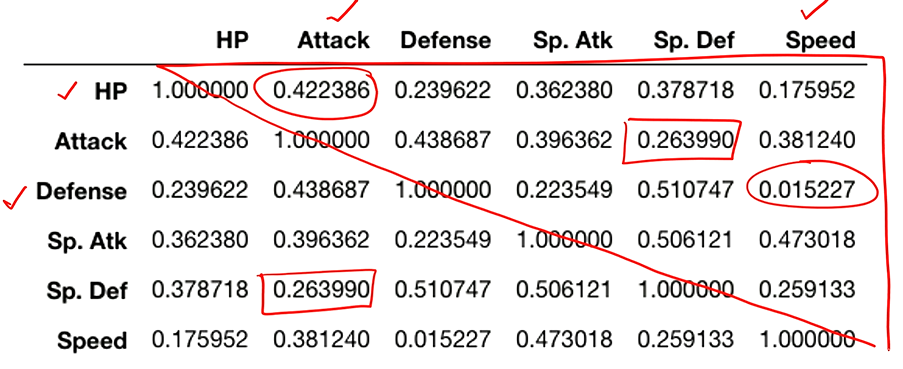 HP Attack Defense Sp. Atk Sp. Def Speed
HP 1.000000 0.422386 0.239622 0.362380 0.378718 0.175952
Attack 0.422386 1.000000 0.438687 0.396362 0.263990 0.381240
Defense 0.239622 0.438687 1.000000 0.223549 0.510747 0.015227
Sp. Atk 0.362380 0.396362 0.223549 1.000000 0.506121 0.473018
Sp. Def 0.378718 0.263990 0.510747 0.506121 1.000000 0.259133
Speed 0.175952 0.381240 0.015227 0.473018 0.259133 1.000000